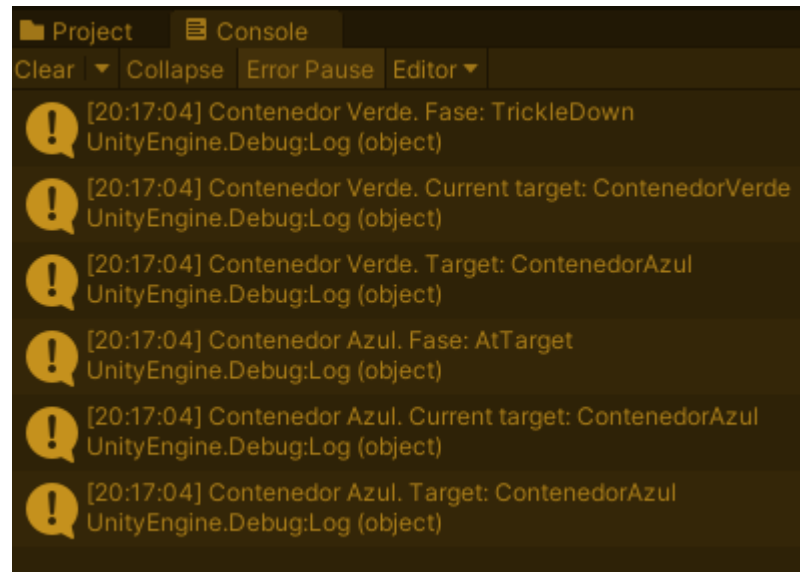 Project Console
Clear Collapse Error Pause Editor
[20:17:04] Contenedor Verde. Fase: TrickleDown
UnityEngine.Debug:Log (object)
[20:17:04] Contenedor Verde. Current target: ContenedorVerde
UnityEngine.Debug:Log (object)
[20:17:04] Contenedor Verde. Target: ContenedorAzul
UnityEngine.Debug:Log (object)
[20:17:04] Contenedor Azul. Fase: AtTarget
UnityEngine.Debug:Log (object)
[20:17:04] Contenedor Azul. Current target: ContenedorAzul
UnityEngine.Debug:Log (object)
[20:17:04] Contenedor Azul. Target: ContenedorAzul
UnityEngine.Debug:Log (object)